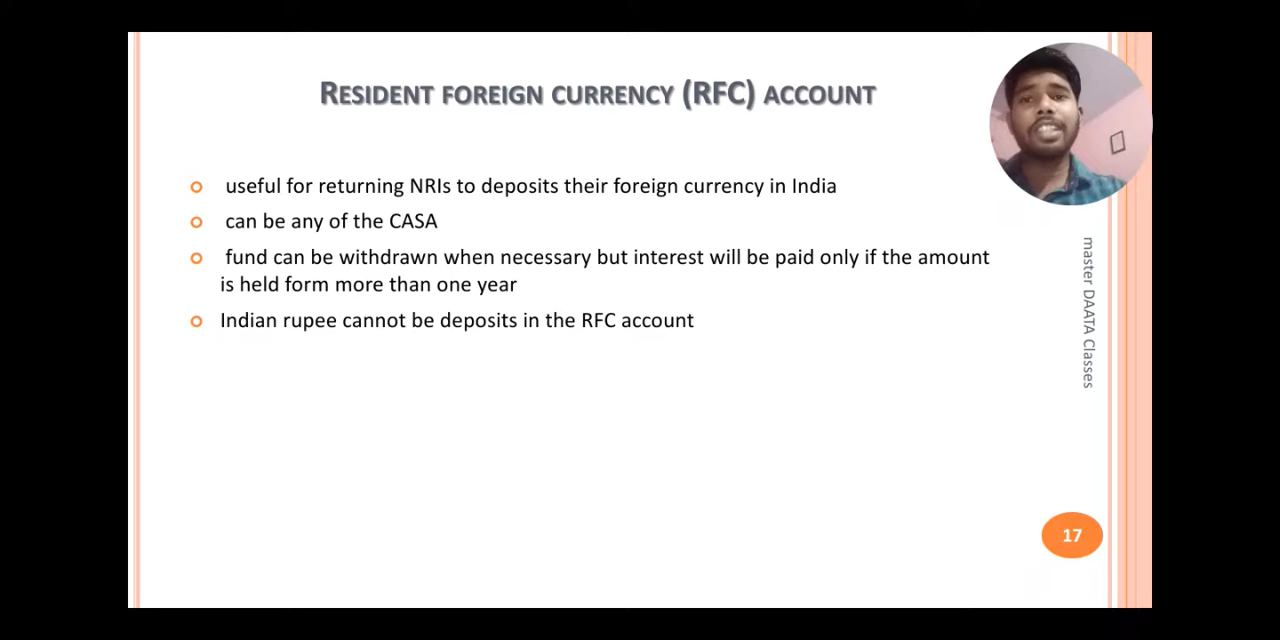 RESIDENT FOREIGN CURRENCY (RFC) ACCOUNT
useful for returning NRIs to deposits their foreign currency in India
can be any of the CASA
fund can be withdrawn when necessary but interest will be paid only if the amount
is held form more than one year
Indian rupee cannot be deposits in the RFC account
master DAATA Classes
17